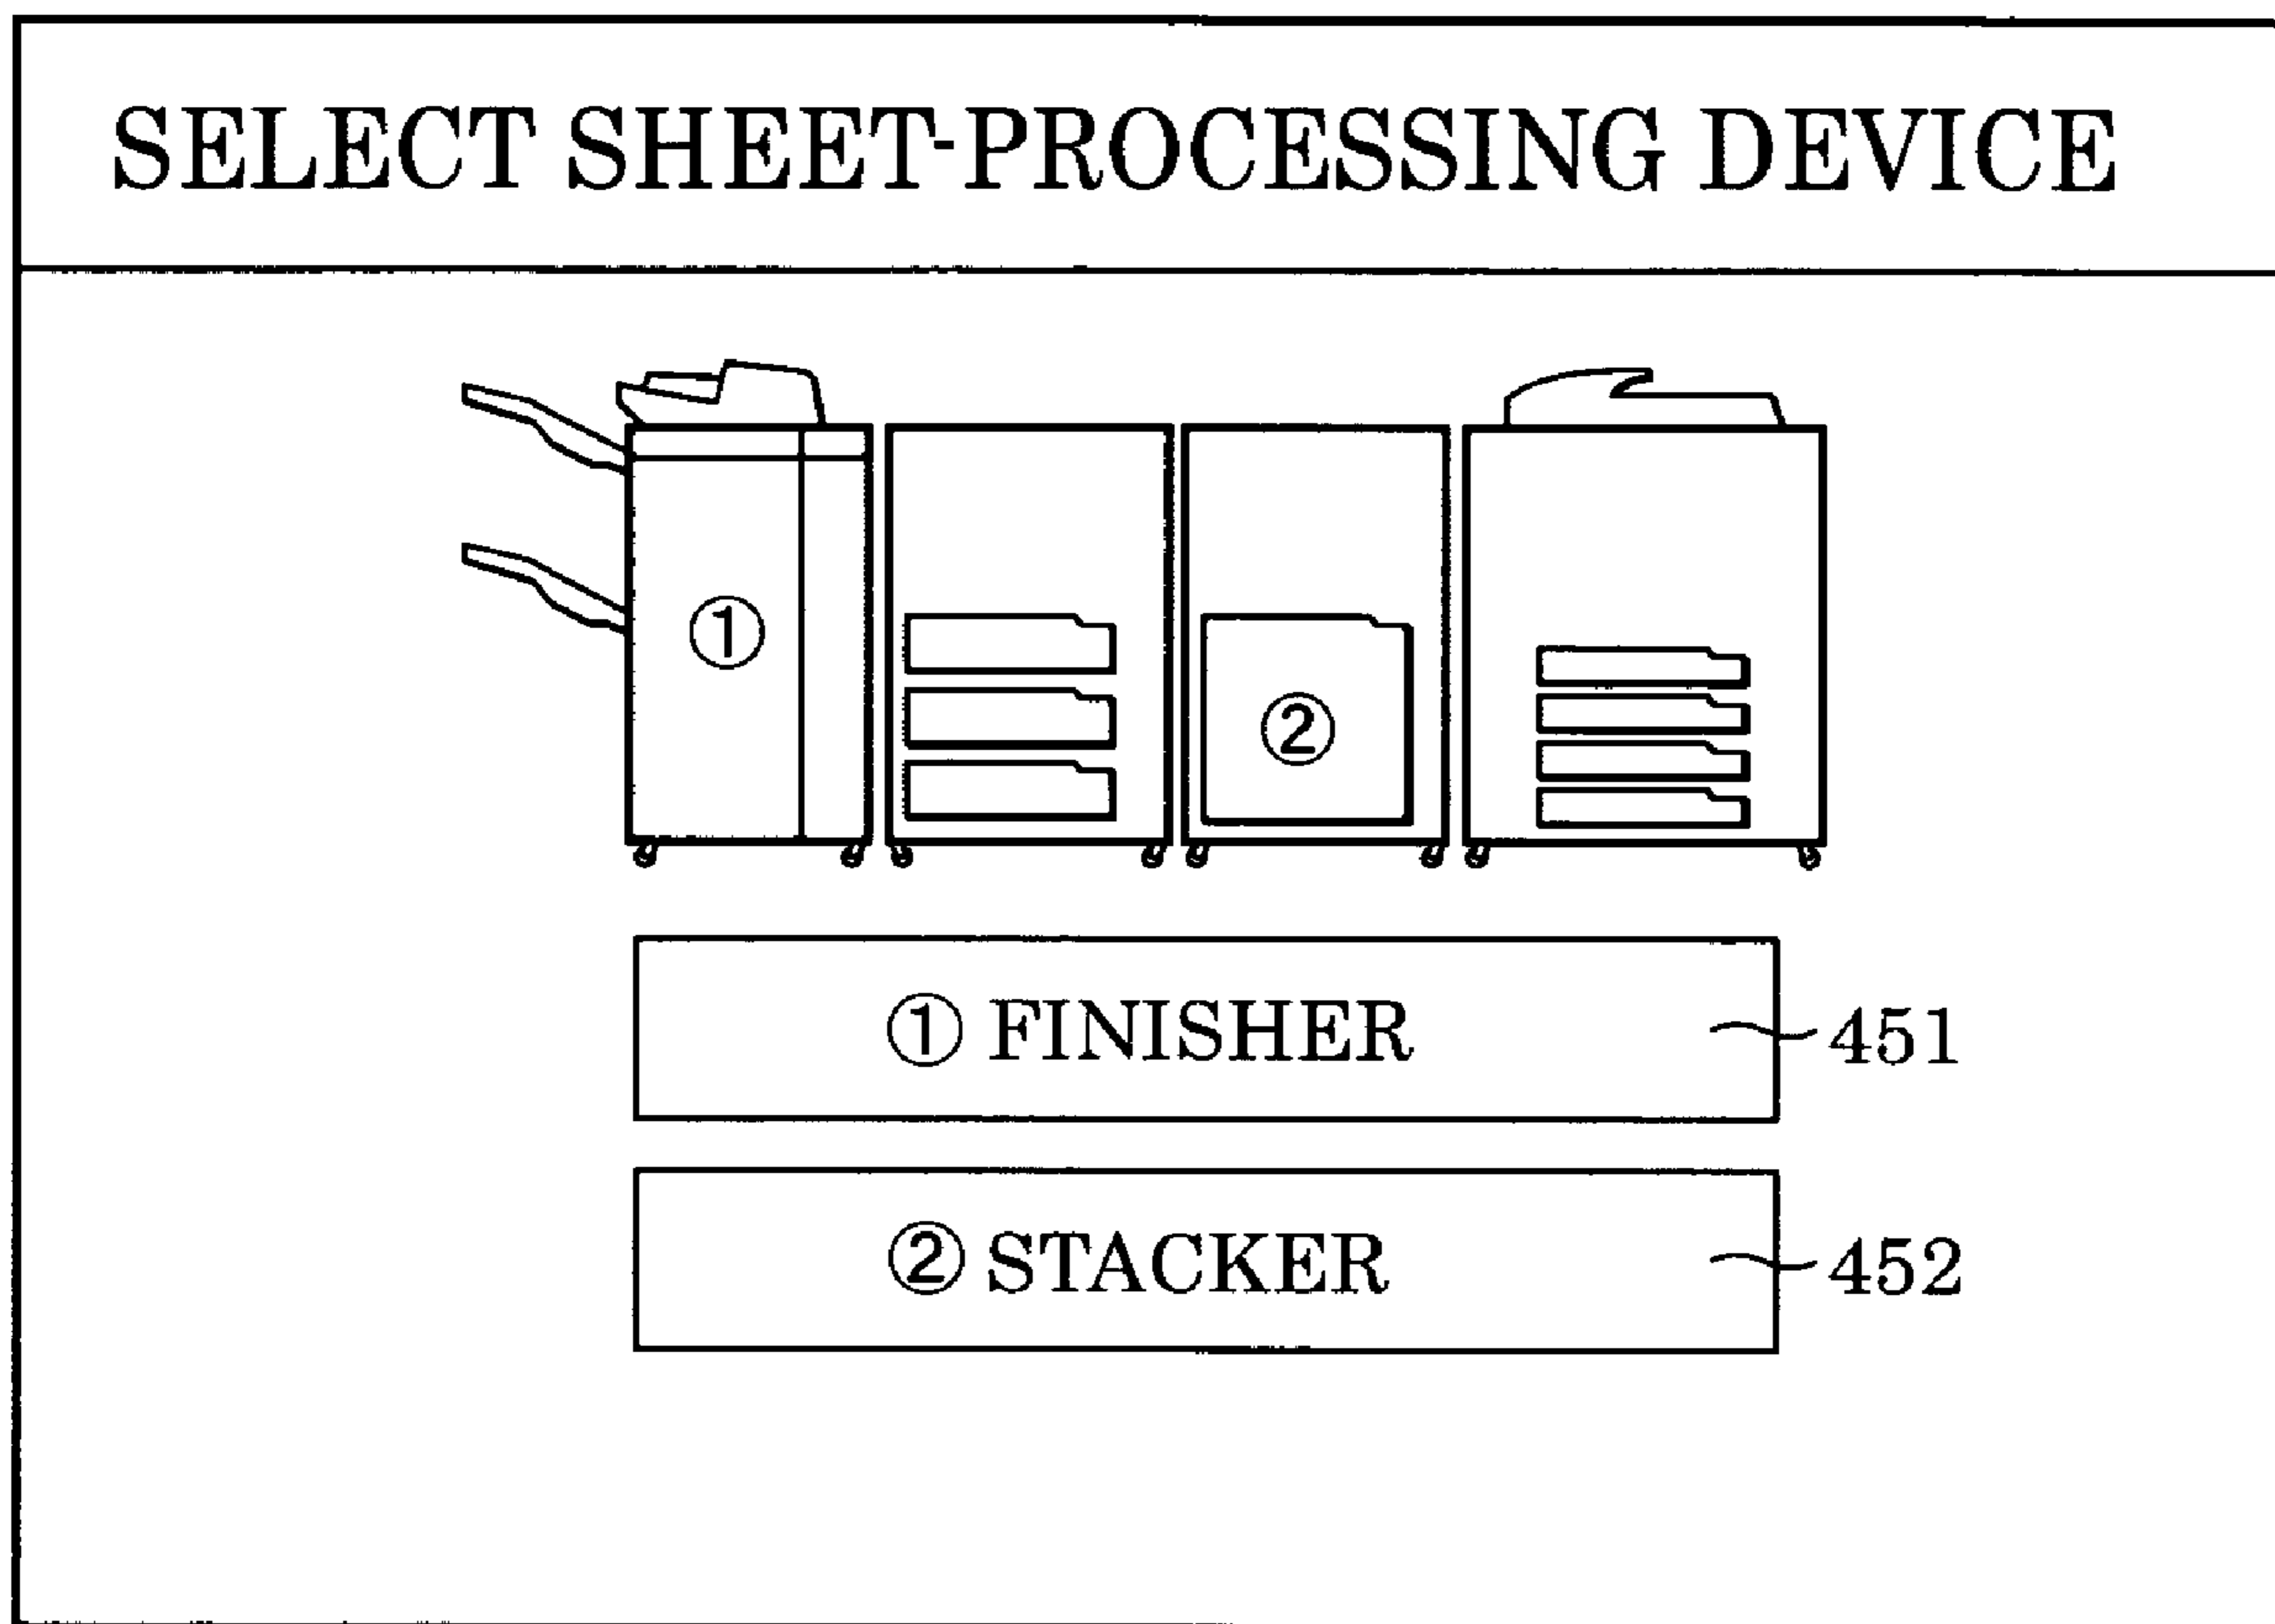 SELECT SHEET-PROCESSING DEVICE
①
②
① FINISHER
451
② STACKER
452